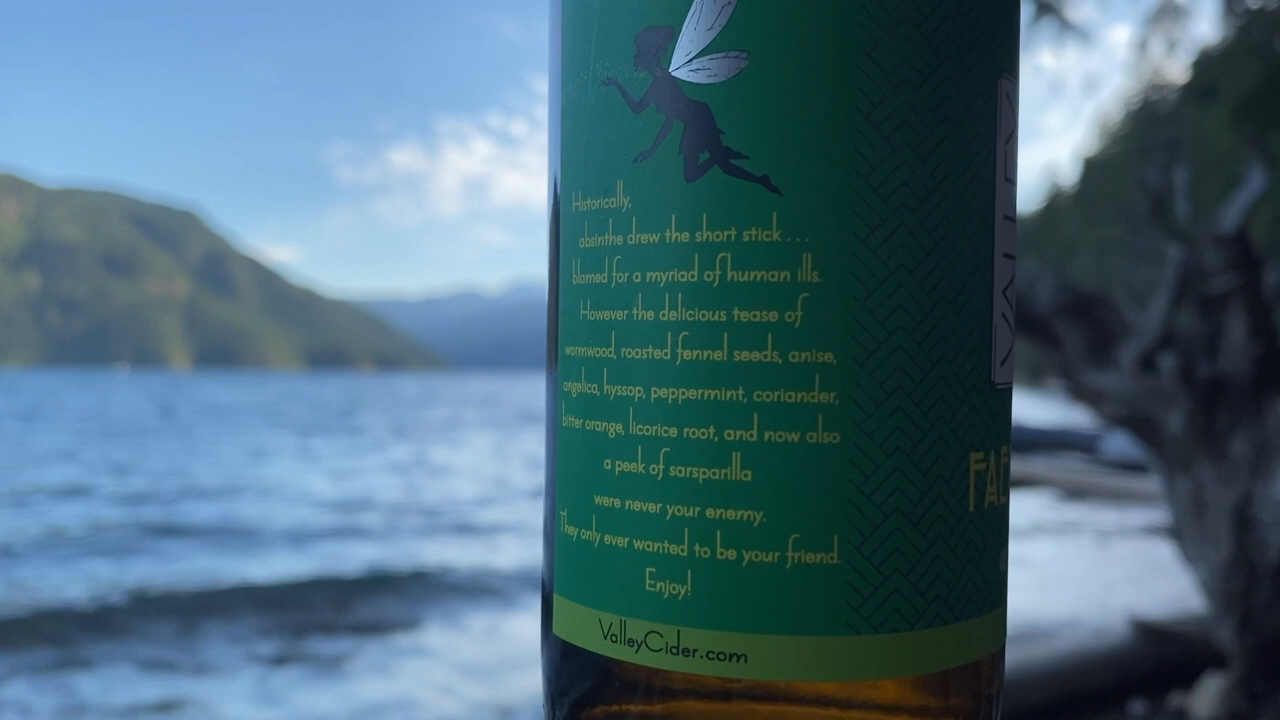 Historically,
absinthe drew the short stick...
blamed for a myriad of human ills.
However the delicious tease of
wormwood, roasted fennel seeds, anise,
angelica, hyssop, peppermint, coriander,
bitter orange, licorice root, and now also
a peek of sarsparilla
were never your enemy.
They only ever wanted to be your friend.
Enjoy!
ValleyCider.com